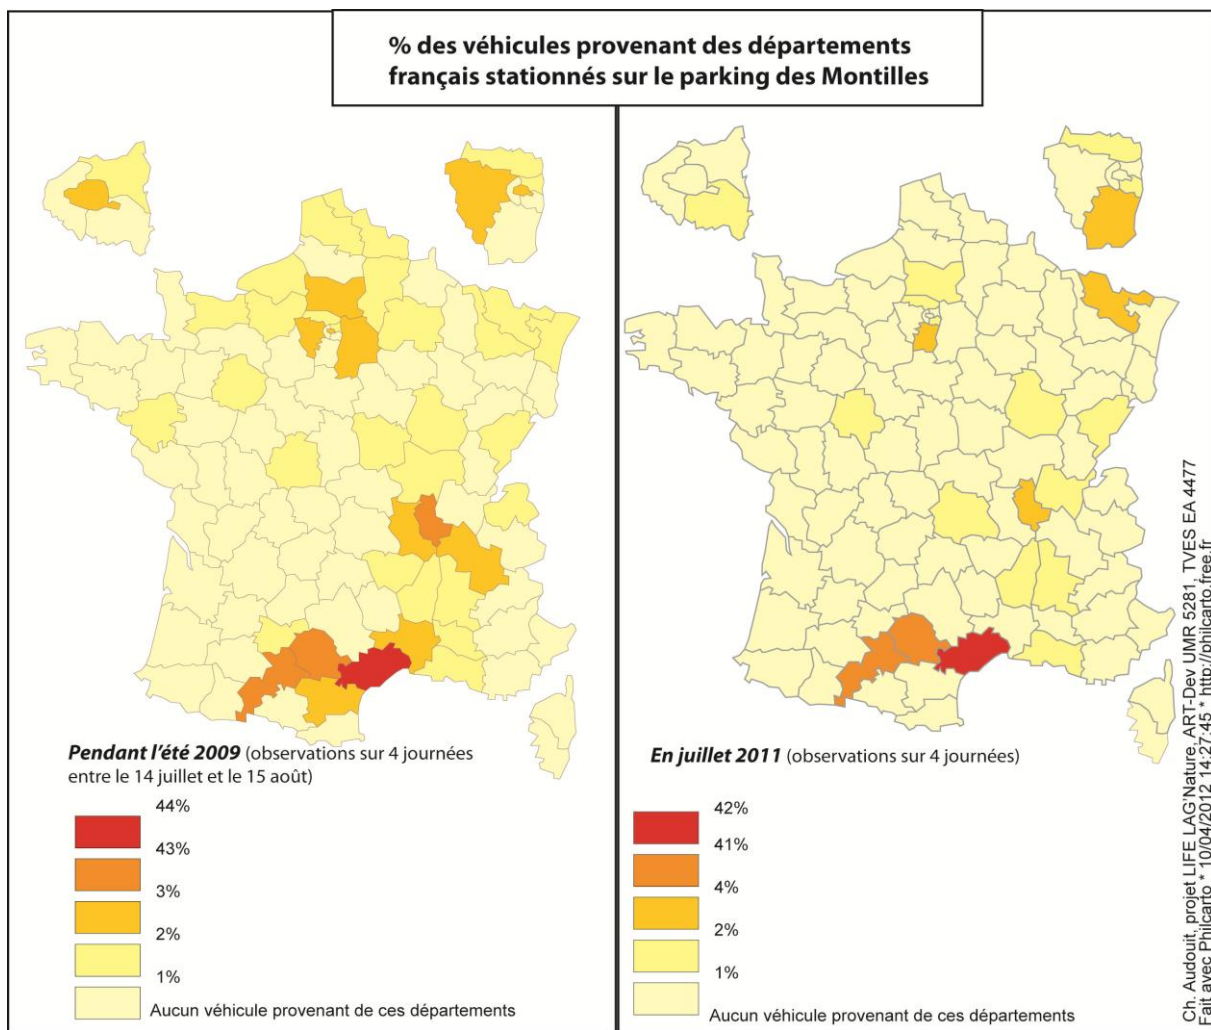 % des véhicules provenant des départements
français stationnés sur le parking des Montilles
Pendant l'été 2009 (observations sur 4 journées
entre le 14 juillet et le 15 août)
44%
43%
3%
2%
1%
Aucun véhicule provenant de ces départements
En juillet 2011 (observations sur 4 journées)
42%
41%
4%
2%
1%
Aucun véhicule provenant de ces départements
Ch. Audouit, projet LIFE LAG'Nature, ART-Dev UMR 5281, TVES EA 4477
Fait avec Philcarto * 10/04/2012 14:27:45 * http://philcarto.free.fr